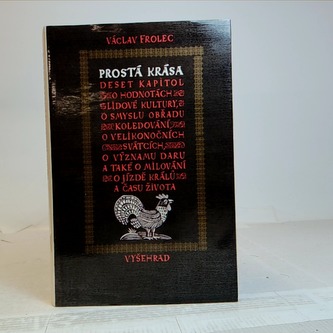 VÁCLAV FROLEC
PROSTÁ KRÁSA
DESET KAPITOL
O HODNOTÁCH
LIDOVÉ KULTURY,
O SMYSLU OBŘADU
KOLEDOVÁNÍ
O VELIKONOČNÍCH
SVÁTCÍCH,
O VÝZNAMU DARU
A TAKÉ O MILOVÁNÍ
O JÍZDĚ KRÁLŮ
A ČASU ŽIVOTA
VYŠEHRAD